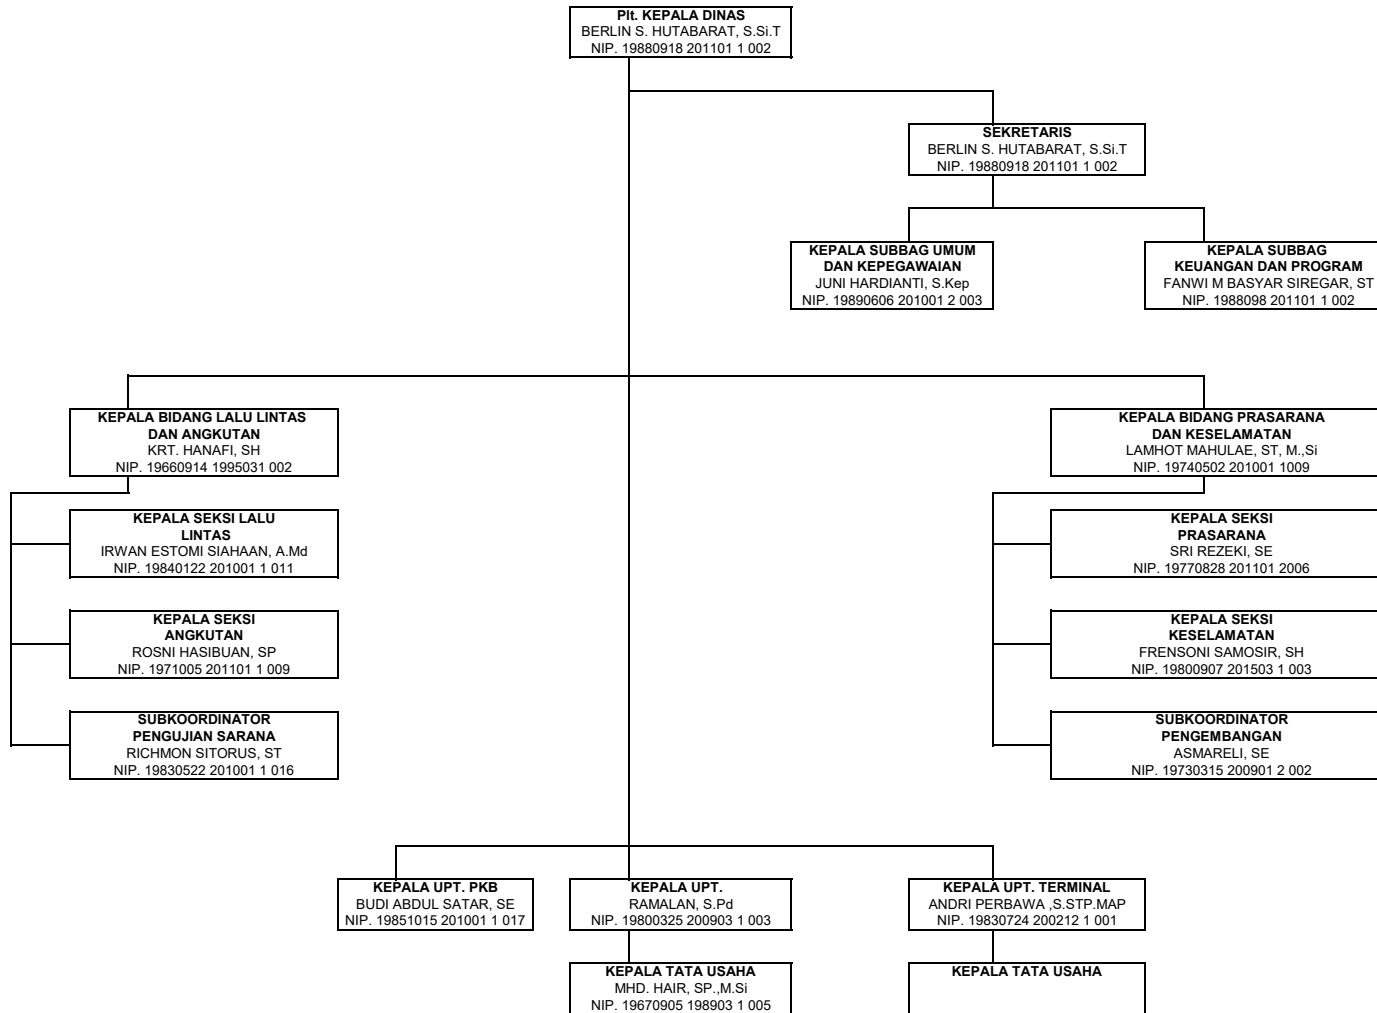 Plt. KEPALA DINAS
BERLIN S. HUTABARAT, S.Si.T
NIP. 19880918 201101 1 002
SEKRETARIS
BERLIN S. HUTABARAT, S.Si.T
NIP. 19880918 201101 1 002
KEPALA SUBBAG UMUM
DAN KEPEGAWAIAN
JUNI HARDIANTI, S.Kep
NIP. 19890606 201001 2 003
KEPALA SUBBAG
KEUANGAN DAN PROGRAM
FANWI M BASYAR SIREGAR, ST
NIP. 1988098 201101 1 002
KEPALA BIDANG LALU LINTAS
DAN ANGKUTAN
KRT. HANAFI, SH
NIP. 19660914 1995031 002
KEPALA SEKSI LALU
LINTAS
IRWAN ESTOMI SIAHAAN, A.Md
NIP. 19840122 201001 1 011
KEPALA SEKSI
ANGKUTAN
ROSNI HASIBUAN, SP
NIP. 1971005 201101 1 009
SUBKOORDINATOR
PENGUJIAN SARANA
RICHMON SITORUS, ST
NIP. 19830522 201001 1 016
KEPALA BIDANG PRASARANA
DAN KESELAMATAN
LAMHOT MAHULAE, ST, M.,Si
NIP. 19740502 201001 1009
KEPALA SEKSI
PRASARANA
SRI REZEKI, SE
NIP. 19770828 201101 2006
KEPALA SEKSI
KESELAMATAN
FRENSONI SAMOSIR, SH
NIP. 19800907 201503 1 003
SUBKOORDINATOR
PENGEMBANGAN
ASMARELI, SE
NIP. 19730315 200901 2 002
KEPALA UPT. PKB
BUDI ABDUL SATAR, SE
NIP. 19851015 201001 1 017
KEPALA UPT.
RAMALAN, S.Pd
NIP. 19800325 200903 1 003
KEPALA UPT. TERMINAL
ANDRI PERBAWA ,S.STP.MAP
NIP. 19830724 200212 1 001
KEPALA TATA USAHA
MHD. HAIR, SP.,M.Si
NIP. 19670905 198903 1 005
KEPALA TATA USAHA